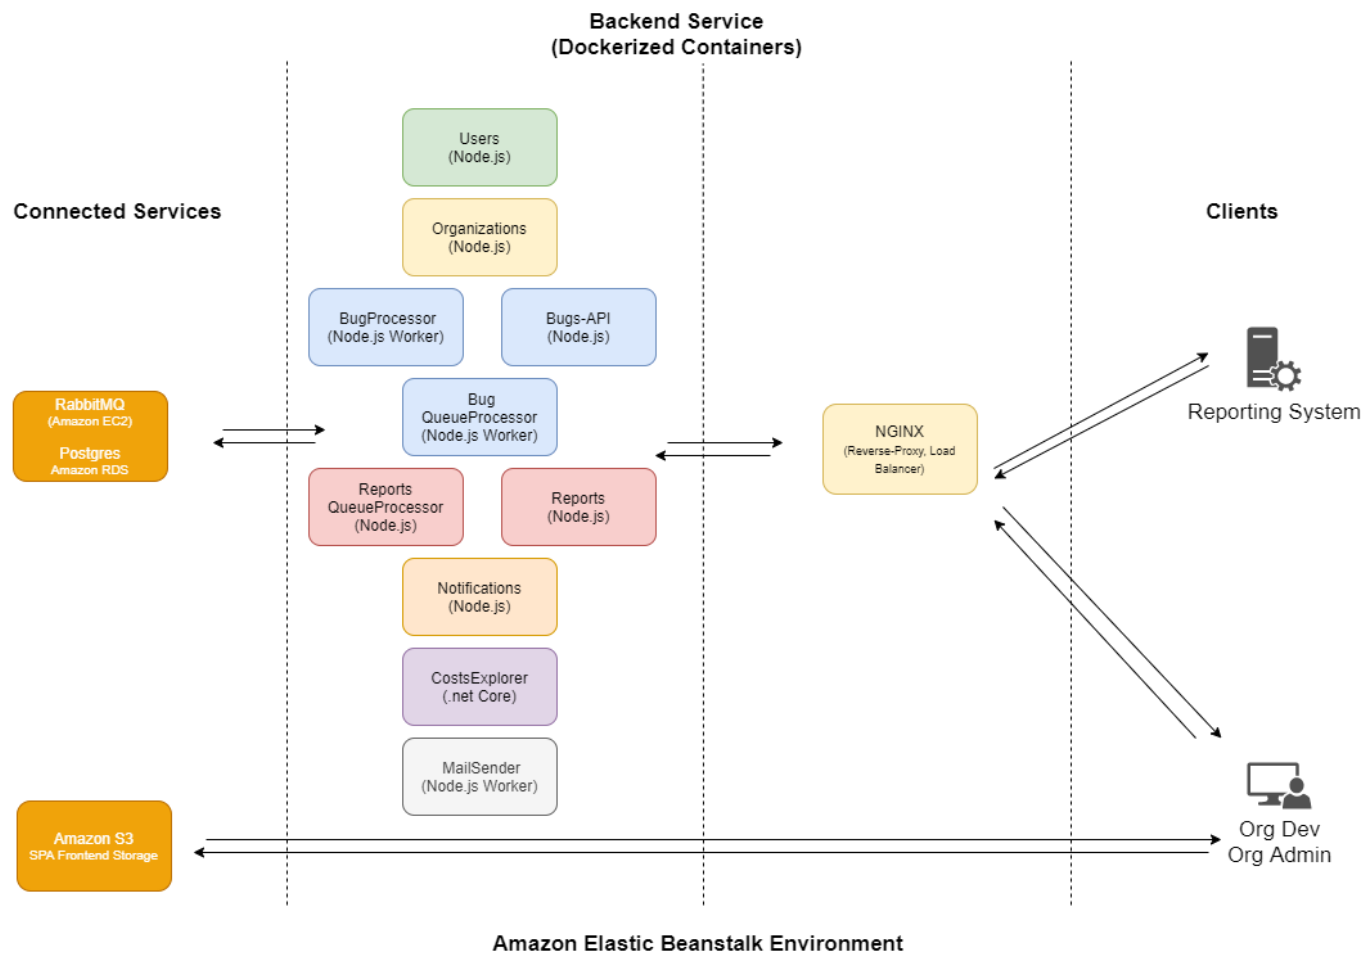 Backend Service
(Dockerized Containers)
Users
(Node.js)
Connected Services
Clients
Organizations
(Node.js)
BugProcessor
(Node.js Worker)
Bugs-API
(Node.js)
RabbitMQ
(Amazon EC2)
Postgres
Amazon RDS
Bug
QueueProcessor
(Node.js Worker)
NGINX
(Reverse-Proxy, Load
Balancer)
Reporting System
Reports
QueueProcessor
(Node.js)
Reports
(Node.js)
Notifications
(Node.js)
CostsExplorer
(.net Core)
MailSender
(Node.js Worker)
Amazon S3
SPA Frontend Storage
Org Dev
Org Admin
Amazon Elastic Beanstalk Environment